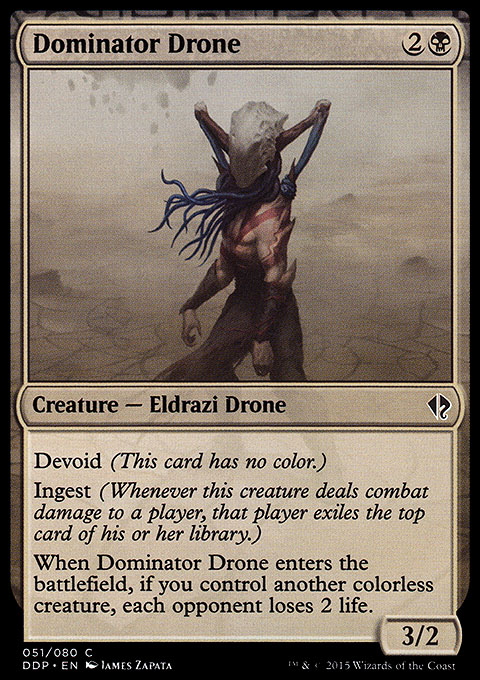 Dominator Drone 2
Creature — Eldrazi Drone
Devoid (This card has no color.)
Ingest (Whenever this creature deals combat
damage to a player, that player exiles the top
card of his or her library.)
When Dominator Drone enters the
battlefield, if you control another colorless
creature, each opponent loses 2 life.
3/2
051/080 C
DDP • EN James Zapata
™ & © 2015 Wizards of the Coast